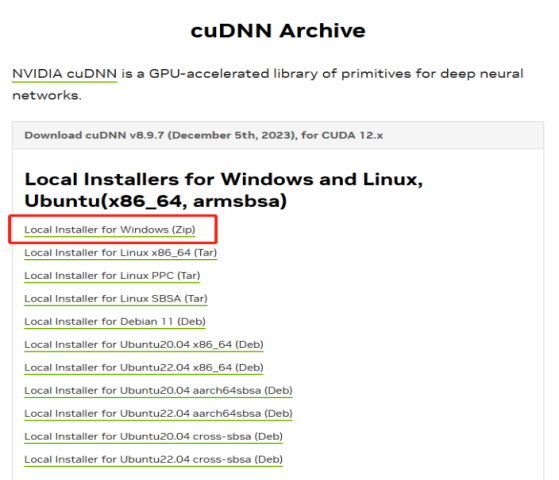 cuDNN Archive
NVIDIA cuDNN is a GPU-accelerated library of primitives for deep neural
networks.
Download cuDNN v8.9.7 (December 5th, 2023), for CUDA 12.x
Local Installers for Windows and Linux,
Ubuntu(x86_64, armsbsa)
Local Installer for Windows (Zip)
Local Installer for Linux x86_64 (Tar)
Local Installer for Linux PPC (Tar)
Local Installer for Linux SBSA (Tar)
Local Installer for Debian 11 (Deb)
Local Installer for Ubuntu20.04 x86_64 (Deb)
Local Installer for Ubuntu22.04 x86_64 (Deb)
Local Installer for Ubuntu20.04 aarch64sbsa (Deb)
Local Installer for Ubuntu22.04 aarch64sbsa (Deb)
Local Installer for Ubuntu20.04 cross-sbsa (Deb)
Local Installer for Ubuntu22.04 cross-sbsa (Deb)